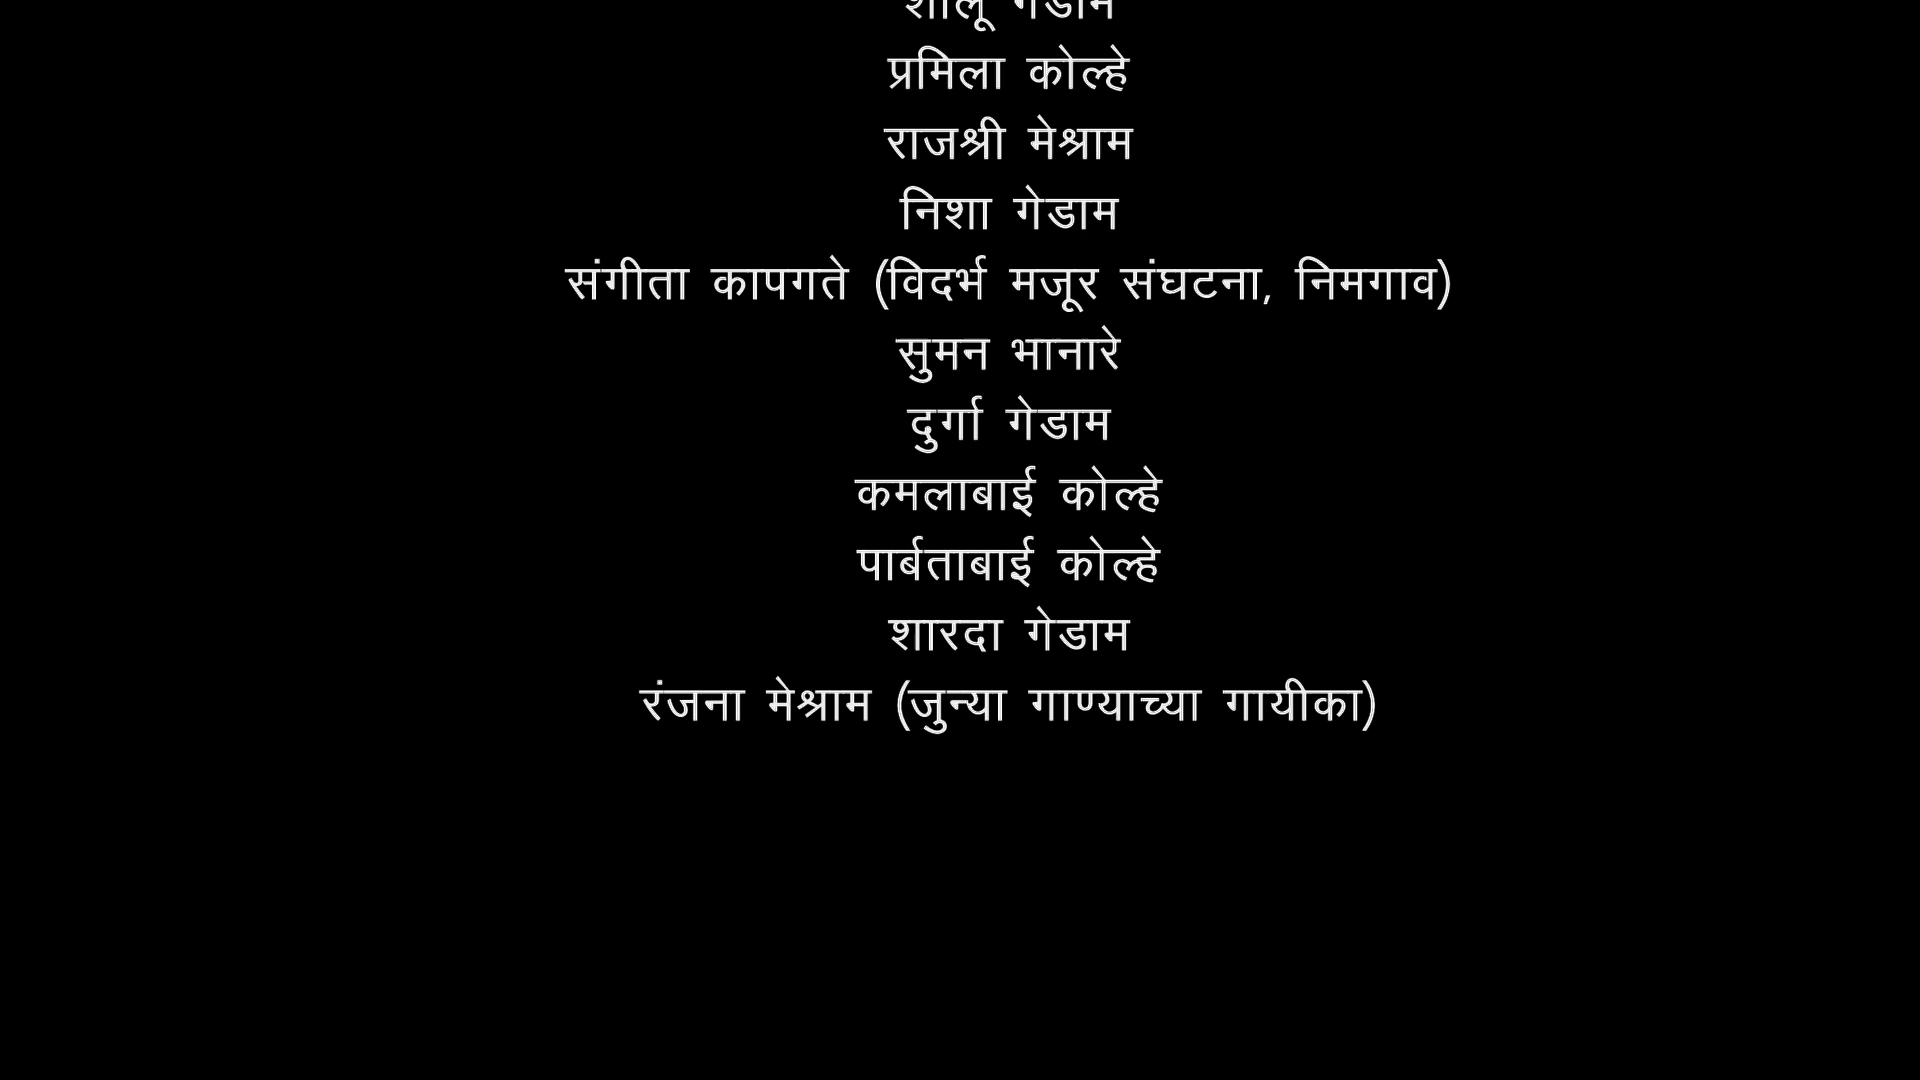 शालू गेडाम
प्रमिला कोल्हे
राजश्री मेश्राम
निशा गेडाम
संगीता कापगते (विदर्भ मजूर संघटना, निमगाव)
सुमन भानारे
दुर्गा गेडाम
कमलाबाई कोल्हे
पार्बताबाई कोल्हे
शारदा गेडाम
रंजना मेश्राम (जुन्या गाण्याच्या गायीका)